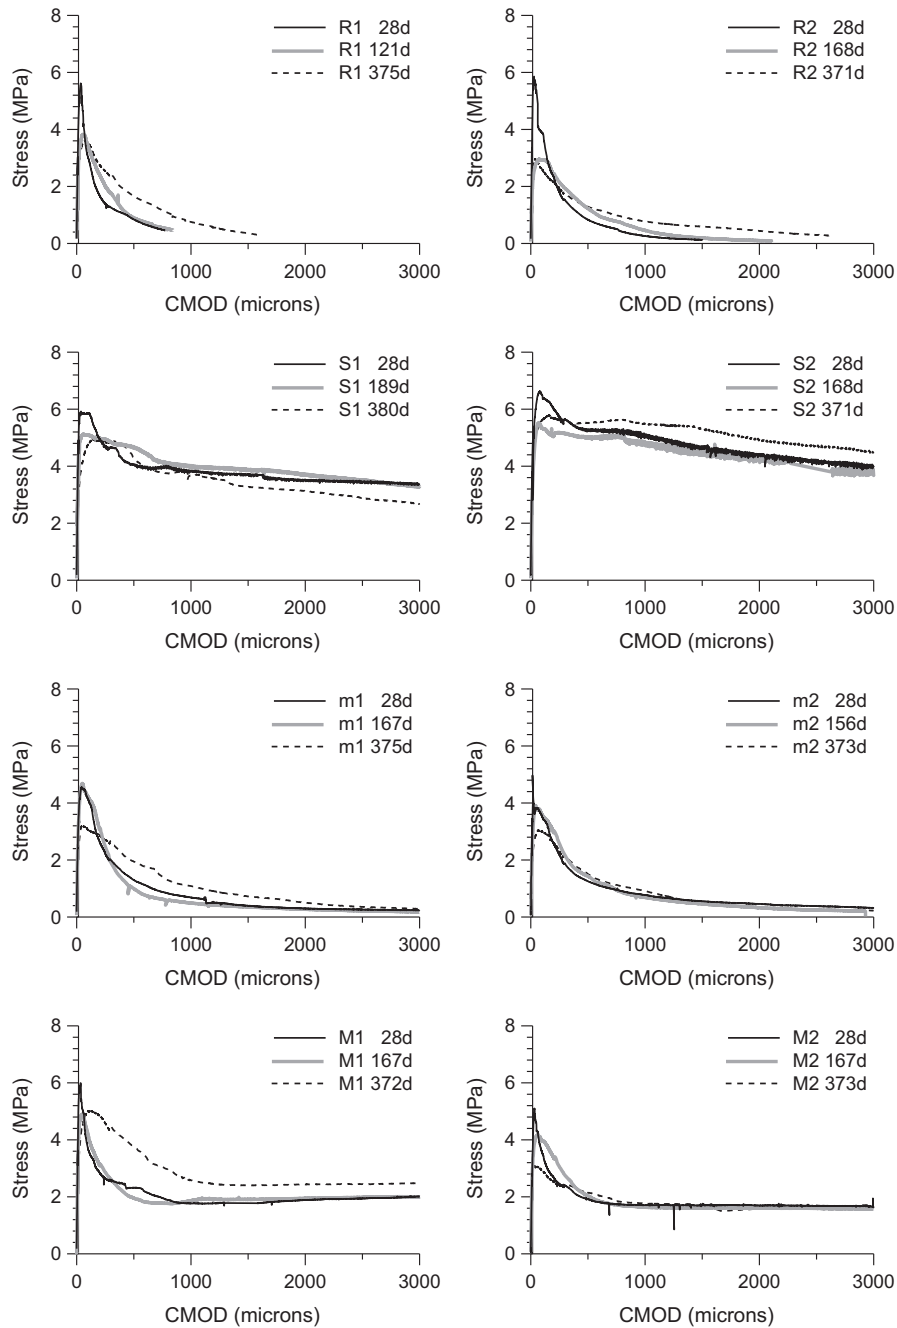 8
6
4
2
0
Stress (MPa)
R1 28d
R1 121d
R1 375d
0 1000 2000 3000
CMOD (microns)
8
6
4
2
0
Stress (MPa)
R2 28d
R2 168d
R2 371d
0 1000 2000 3000
CMOD (microns)
8
6
4
2
0
Stress (MPa)
S1 28d
S1 189d
S1 380d
0 1000 2000 3000
CMOD (microns)
8
6
4
2
0
Stress (MPa)
S2 28d
S2 168d
S2 371d
0 1000 2000 3000
CMOD (microns)
8
6
4
2
0
Stress (MPa)
m1 28d
m1 167d
m1 375d
0 1000 2000 3000
CMOD (microns)
8
6
4
2
0
Stress (MPa)
m2 28d
m2 156d
m2 373d
0 1000 2000 3000
CMOD (microns)
8
6
4
2
0
Stress (MPa)
M1 28d
M1 167d
M1 372d
0 1000 2000 3000
CMOD (microns)
8
6
4
2
0
Stress (MPa)
M2 28d
M2 167d
M2 373d
0 1000 2000 3000
CMOD (microns)